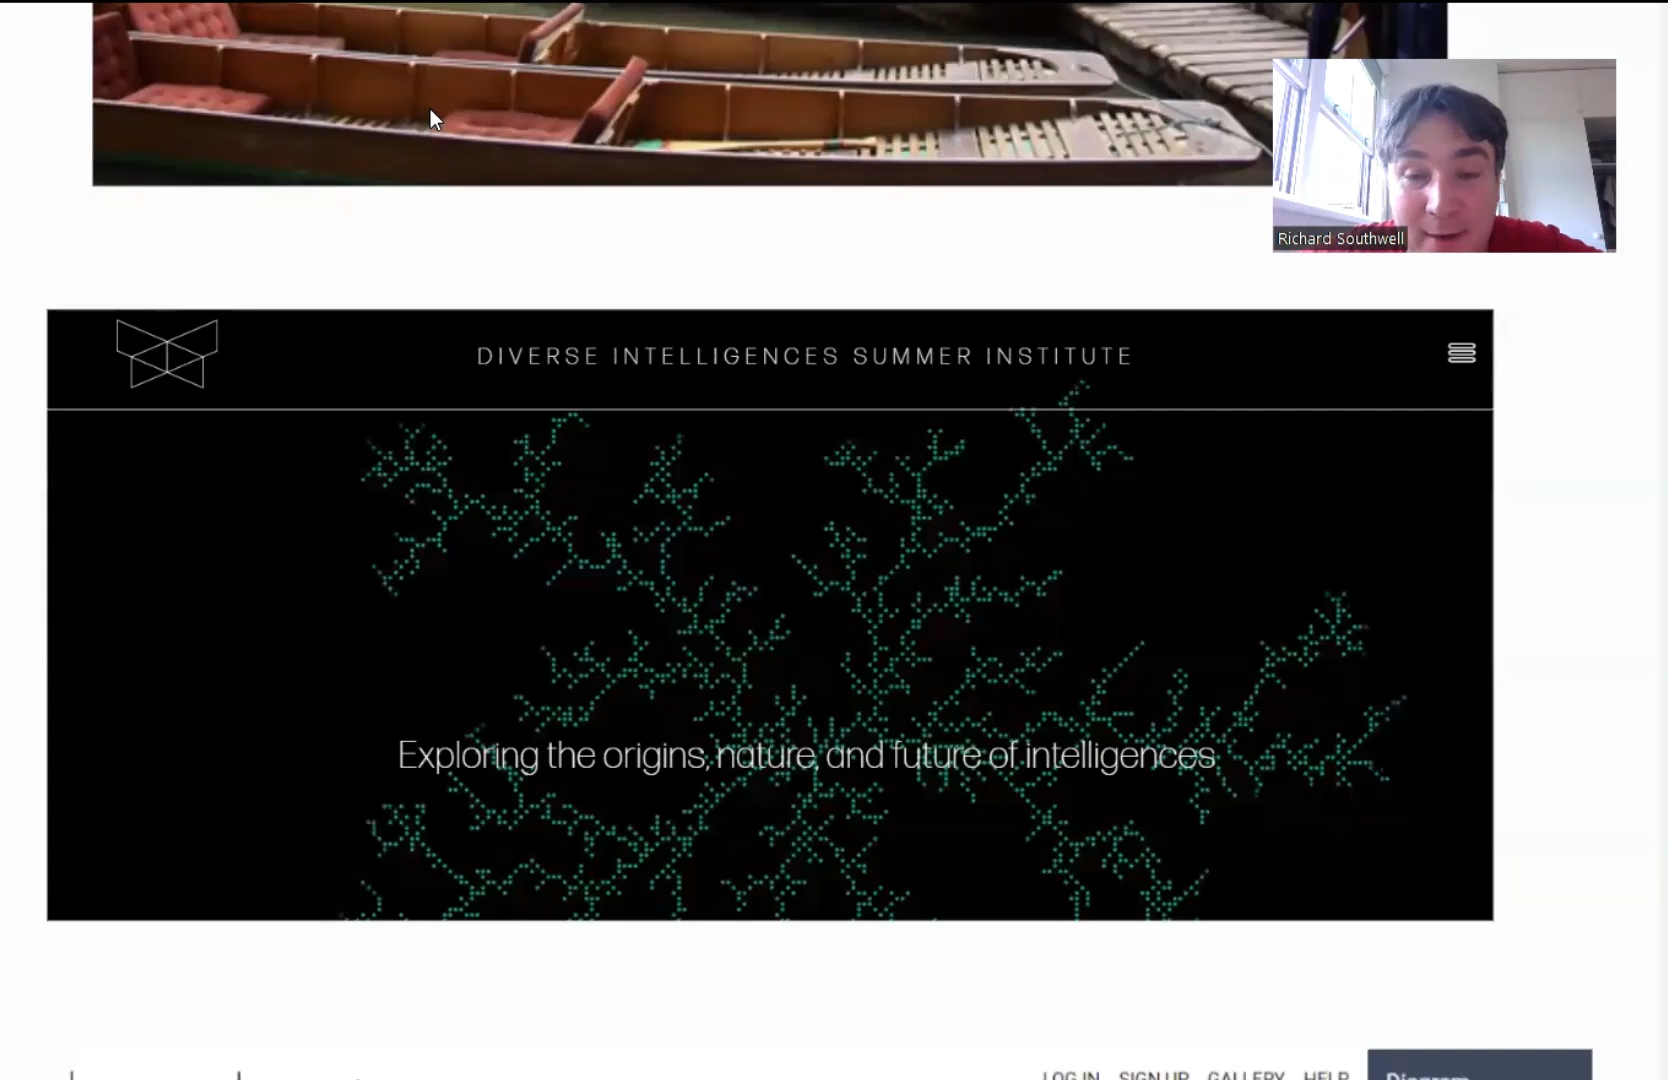 Richard Southwell
DIVERSE INTELLIGENCES SUMMER INSTITUTE
Exploring the origins, nature, and future of intelligences
LOG IN SIGN UP GALLERY HELP
Diagram